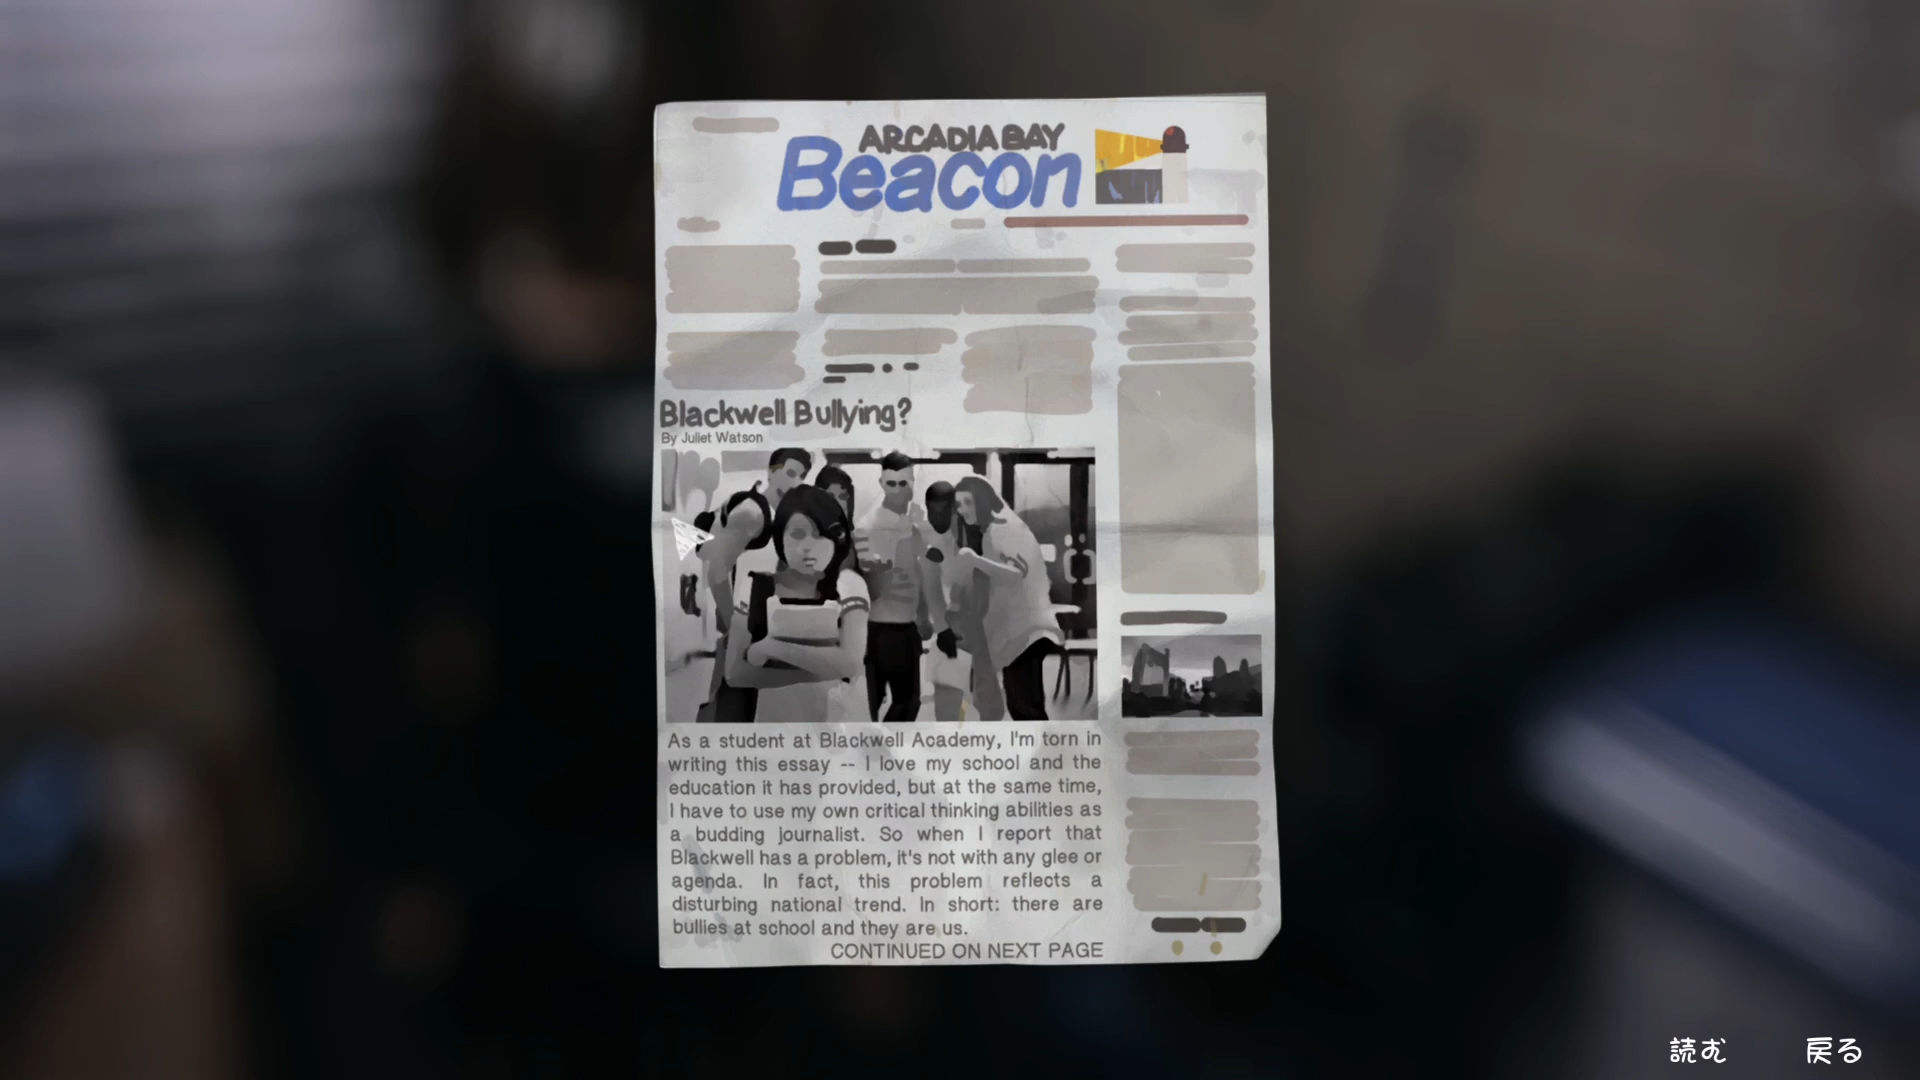 ARCADIA BAY
Beacon
Blackwell Bullying?
By Juliet Watson
As a student at Blackwell Academy, I'm torn in
writing this essay -- I love my school and the
education it has provided, but at the same time,
I have to use my own critical thinking abilities as
a budding journalist. So when I report that
Blackwell has a problem, it's not with any glee or
agenda. In fact, this problem reflects a
disturbing national trend. In short: there are
bullies at school and they are us.
CONTINUED ON NEXT PAGE
読む 戻る